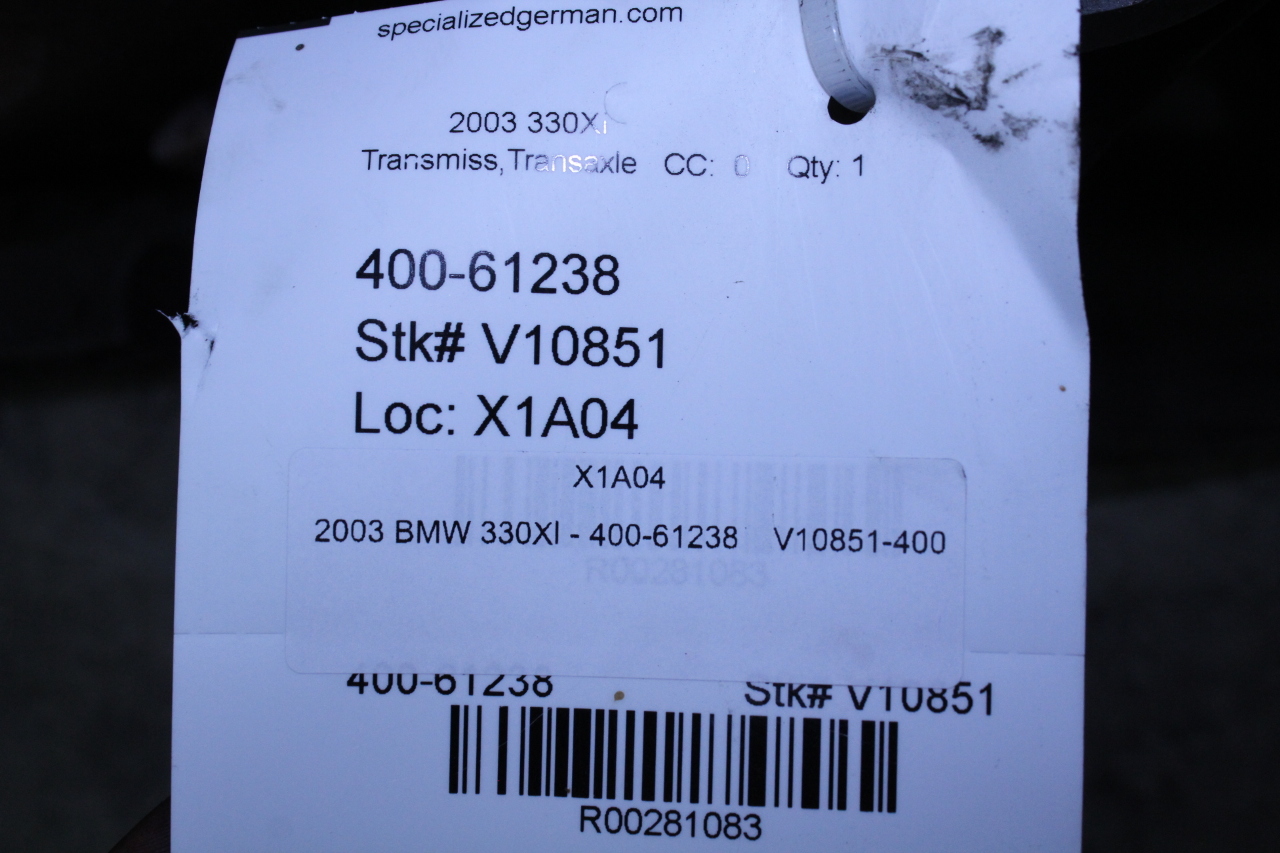 specializedgerman.com
2003 330Xi
Transmiss,Transaxle CC: 0 Qty: 1
400-61238
Stk# V10851
Loc: X1A04
X1A04
2003 BMW 330XI - 400-61238 V10851-400
R00281083
400-61238 Stk# V10851
R00281083